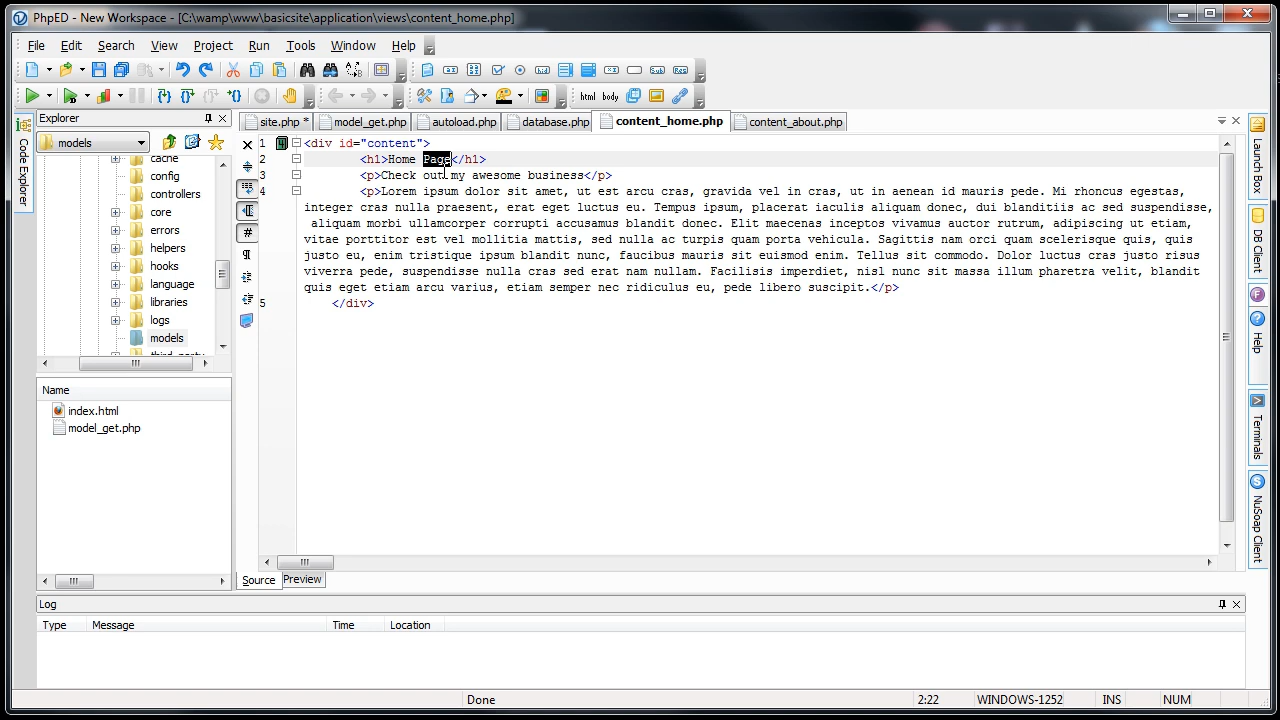 PhpED - New Workspace - [C:\wamp\www\basicsite\application\views\content_home.php]
File Edit Search View Project Run Tools Window Help
html body
Explorer
site.php * model_get.php autoload.php database.php content_home.php content_about.php
Code Explorer
models
cache
config
controllers
core
errors
helpers
hooks
language
libraries
logs
models
third_party
Name
index.html
model_get.php
1 <div id="content">
2 <h1>Home Page</h1>
3 <p>Check out my awesome business</p>
4 <p>Lorem ipsum dolor sit amet, ut est arcu cras, gravida vel in cras, ut in aenean id mauris pede. Mi rhoncus egestas,
integer cras nulla praesent, erat eget luctus eu. Tempus ipsum, placerat iaculis aliquam donec, dui blanditiis ac sed suspendisse,
aliquam morbi ullamcorper corrupti accusamus blandit donec. Elit maecenas inceptos vivamus auctor rutrum, adipiscing ut etiam,
vitae porttitor est vel mollitia mattis, sed nulla ac turpis quam porta vehicula. Sagittis nam orci quam scelerisque quis, quis
justo eu, enim tristique ipsum blandit nunc, faucibus mauris sit euismod enim. Tellus sit commodo. Dolor luctus cras justo risus
viverra pede, suspendisse nulla cras sed erat nam nullam. Facilisis imperdiet, nisl nunc sit massa illum pharetra velit, blandit
quis eget etiam arcu varius, etiam semper nec ridiculus eu, pede libero suscipit.</p>
5 </div>
Source Preview
Launch Box
DB Client
Help
Terminals
NuSoap Client
Log
Type Message Time Location
Done 2:22 WINDOWS-1252 INS NUM